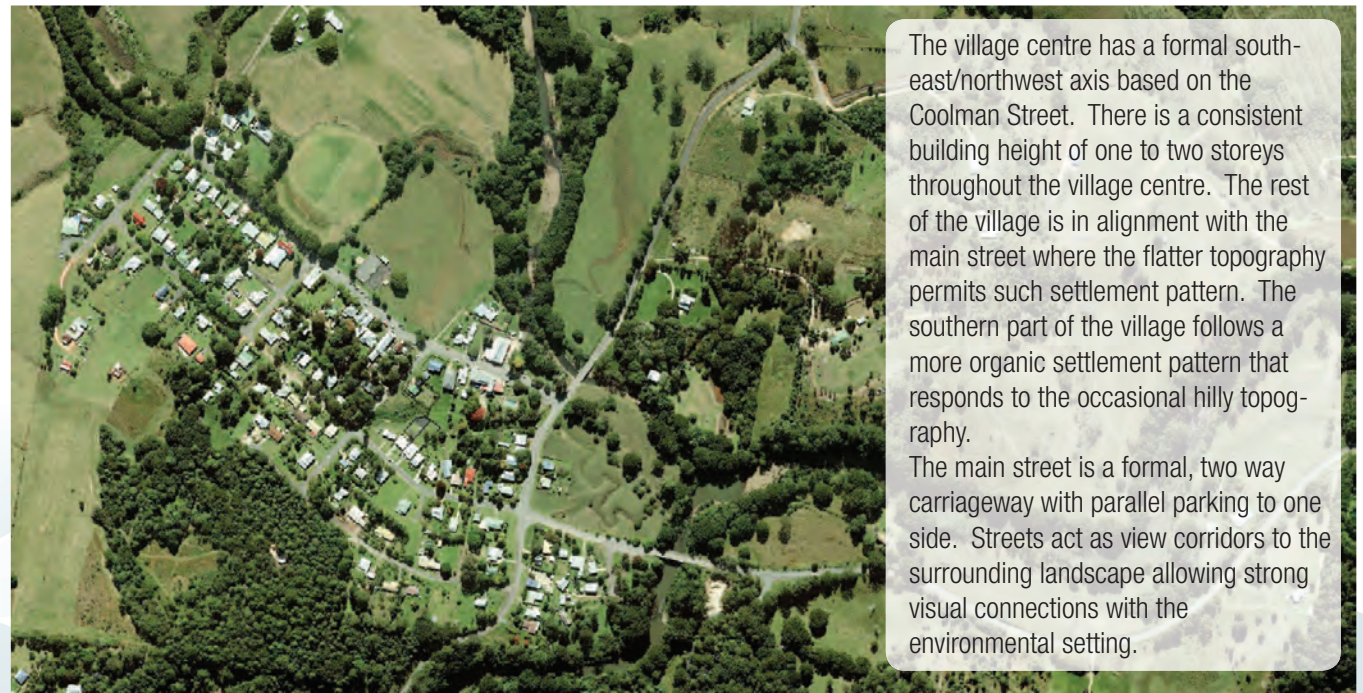 The village centre has a formal south-
east/northwest axis based on the
Coolman Street.  There is a consistent
building height of one to two storeys
throughout the village centre.  The rest
of the village is in alignment with the
main street where the flatter topography
permits such settlement pattern.  The
southern part of the village follows a
more organic settlement pattern that
responds to the occasional hilly topog-
raphy.
The main street is a formal, two way
carriageway with parallel parking to one
side.  Streets act as view corridors to the
surrounding landscape allowing strong
visual connections with the
environmental setting.